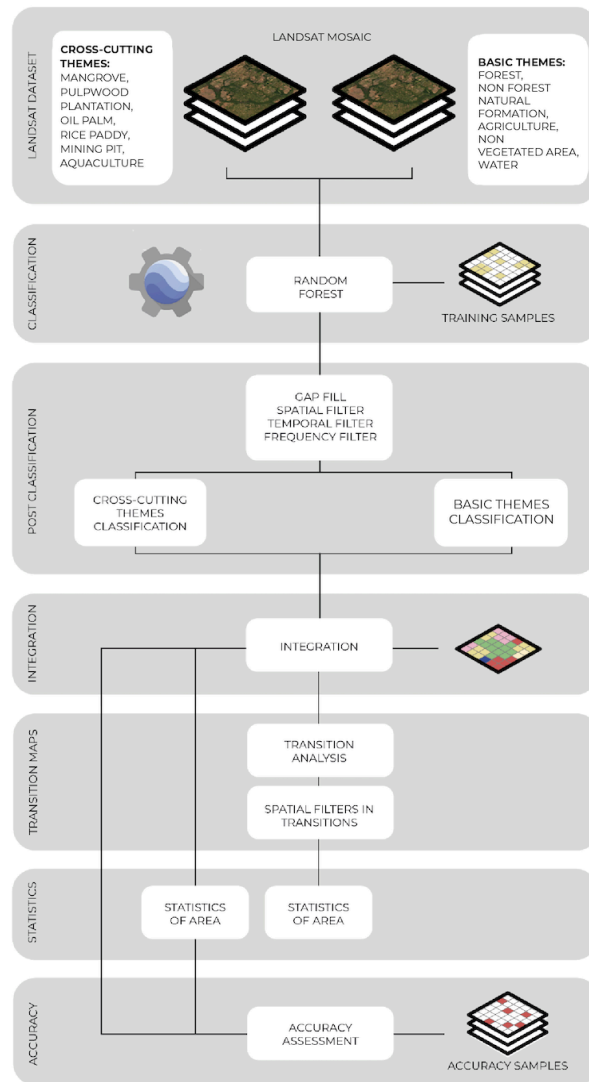 LANDSAT DATASET
CROSS-CUTTING
THEMES:
MANGROVE,
PULPWOOD
PLANTATION,
OIL PALM,
RICE PADDY,
MINING PIT,
AQUACULTURE
LANDSAT MOSAIC
BASIC THEMES:
FOREST,
NON FOREST
NATURAL
FORMATION,
AGRICULTURE,
NON
VEGETATED AREA,
WATER
CLASSIFICATION
RANDOM
FOREST
TRAINING SAMPLES
POST CLASSIFICATION
GAP FILL
SPATIAL FILTER
TEMPORAL FILTER
FREQUENCY FILTER
CROSS-CUTTING
THEMES
CLASSIFICATION
BASIC THEMES
CLASSIFICATION
INTEGRATION
INTEGRATION
TRANSITION MAPS
TRANSITION
ANALYSIS
SPATIAL FILTERS IN
TRANSITIONS
STATISTICS
STATISTICS
OF AREA
STATISTICS
OF AREA
ACCURACY
ACCURACY
ASSESSMENT
ACCURACY SAMPLES